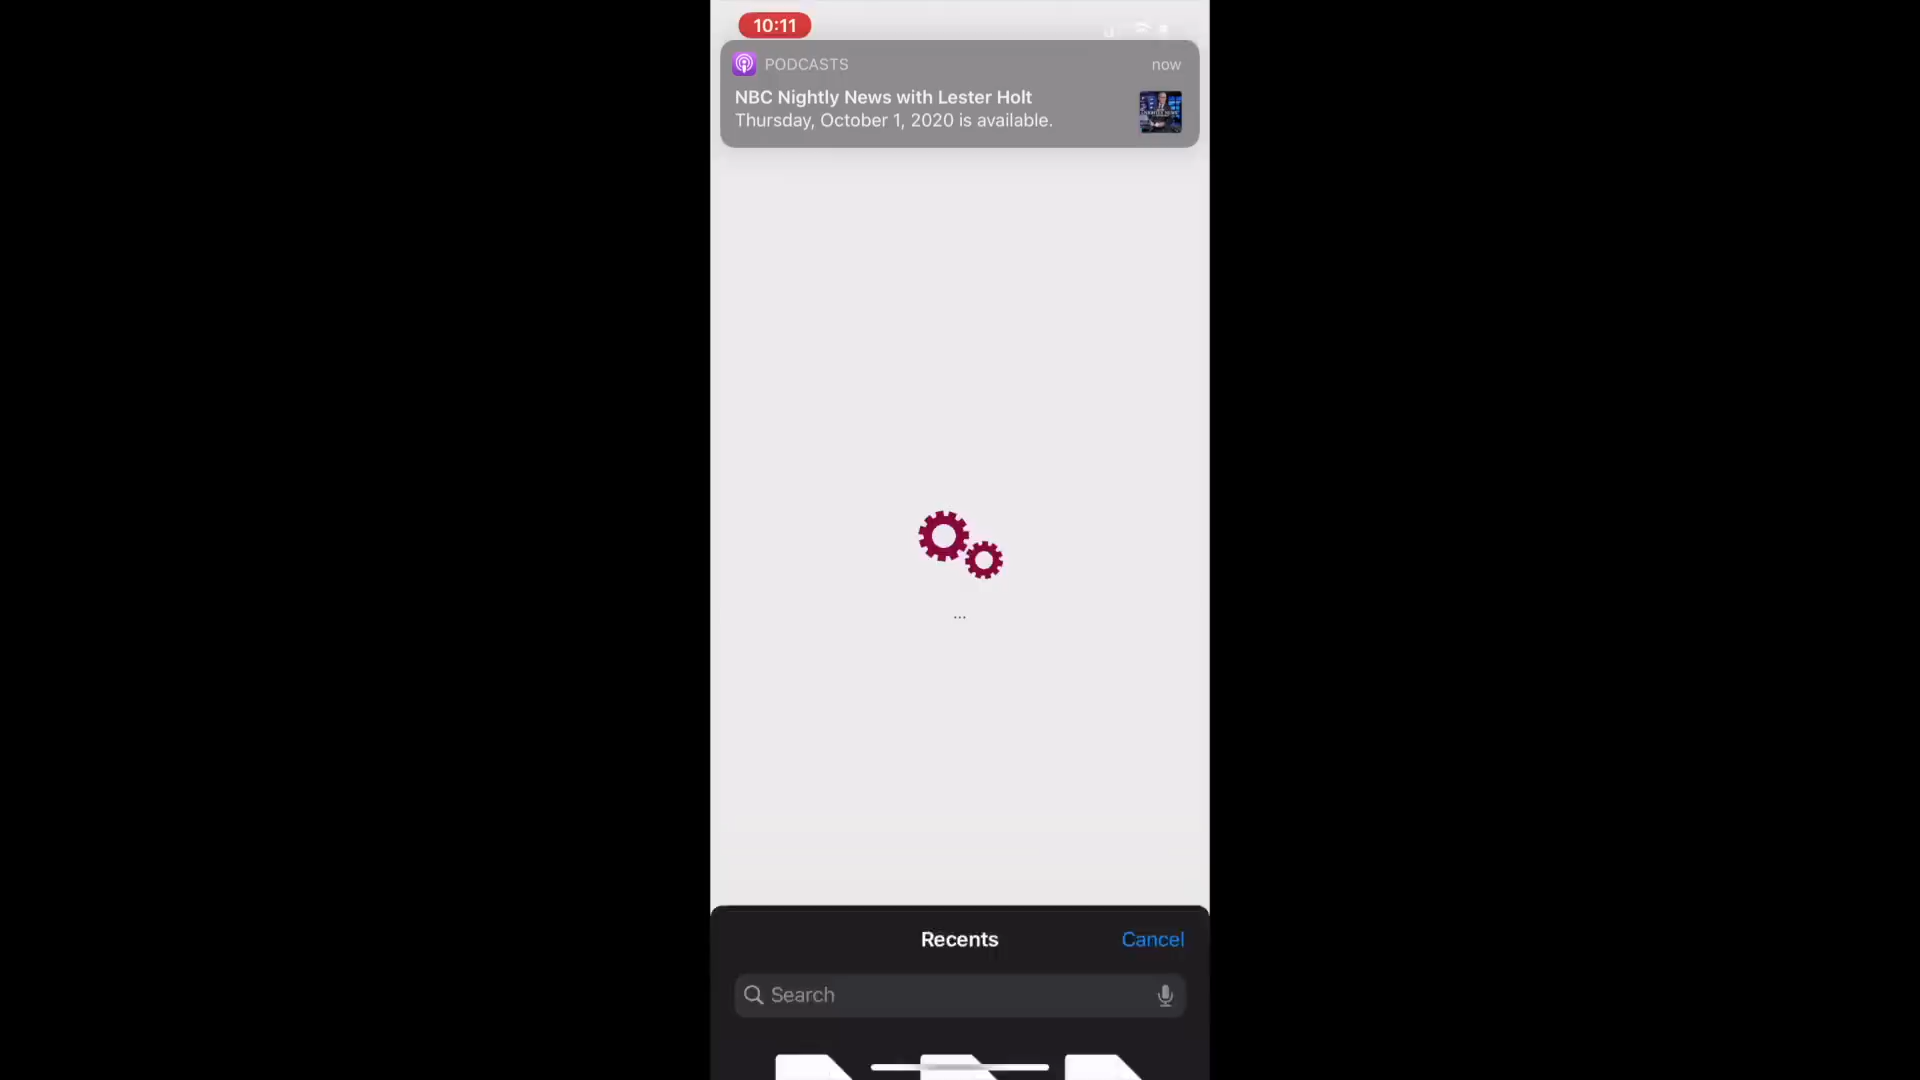 10:11
PODCASTS
now
NBC Nightly News with Lester Holt
Thursday, October 1, 2020 is available.
...
Recents
Cancel
Search